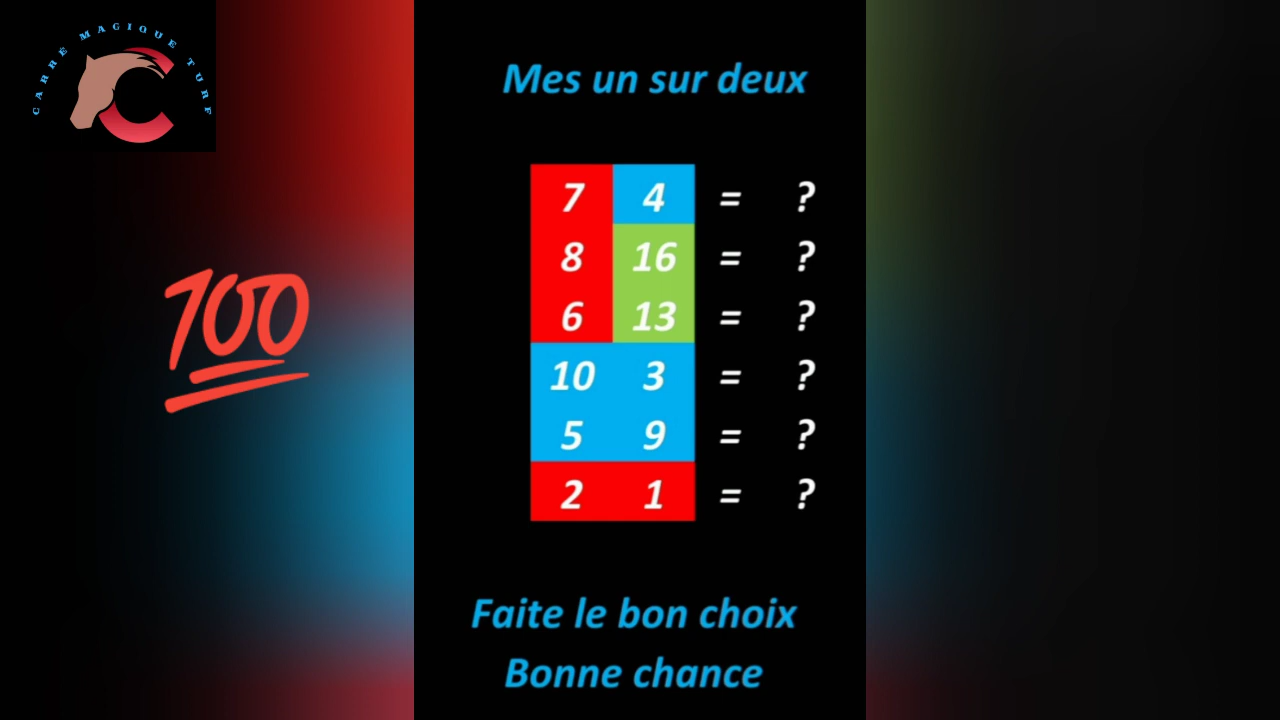 CARRÉ MAGIQUE TURF
Mes un sur deux
7 4 = ?
8 16 = ?
6 13 = ?
10 3 = ?
5 9 = ?
2 1 = ?
100
Faite le bon choix
Bonne chance